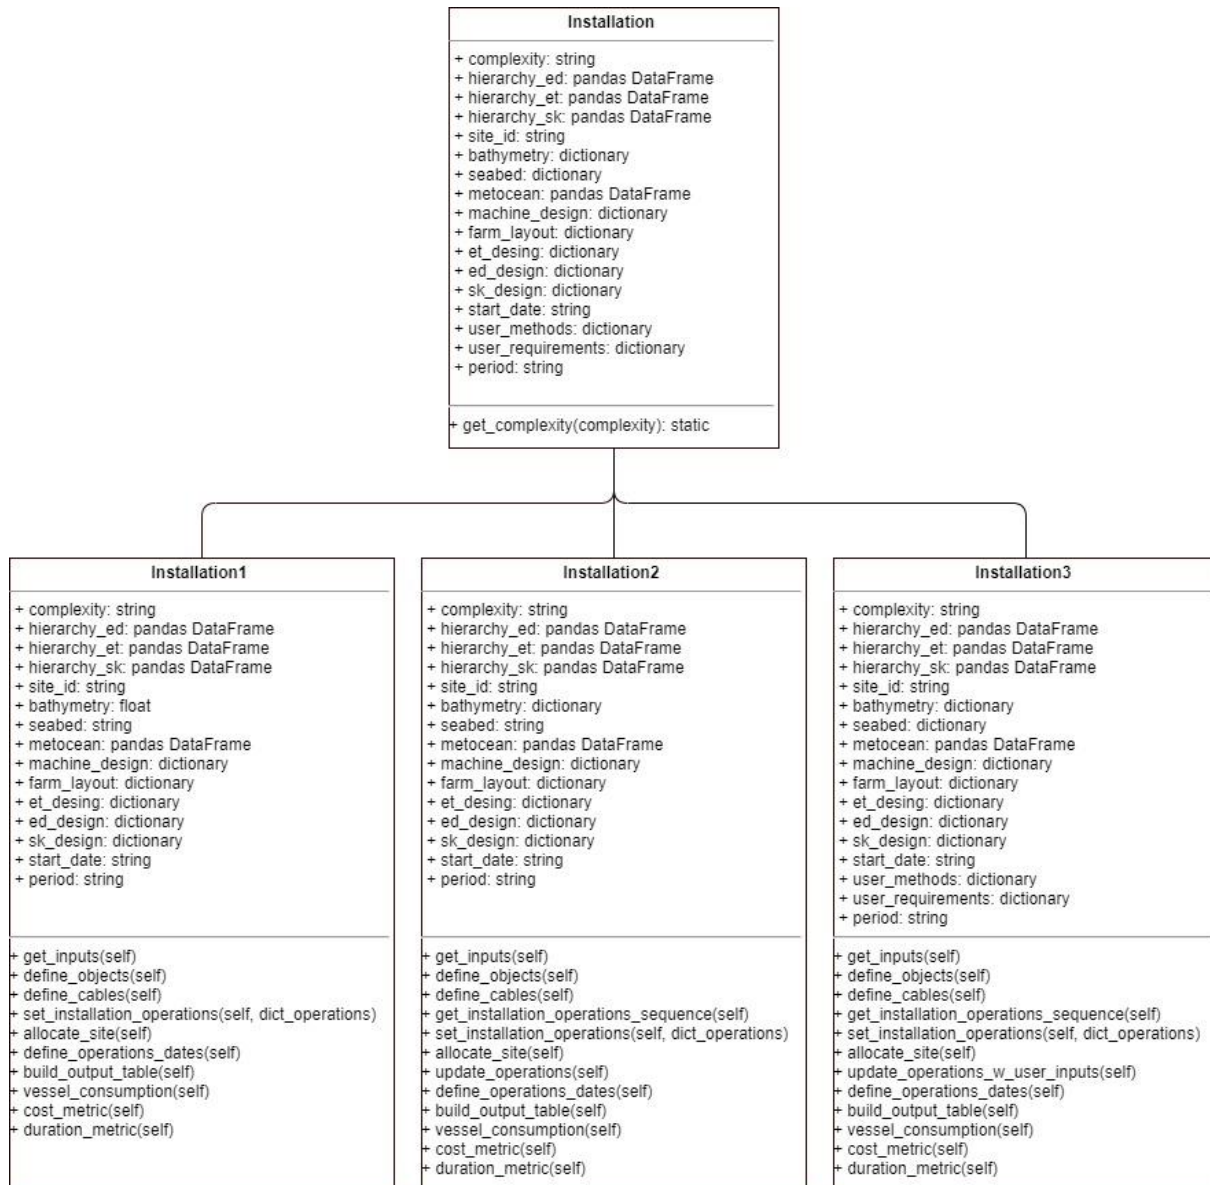 Installation
+ complexity: string
+ hierarchy_ed: pandas DataFrame
+ hierarchy_et: pandas DataFrame
+ hierarchy_sk: pandas DataFrame
+ site_id: string
+ bathymetry: dictionary
+ seabed: dictionary
+ metocean: pandas DataFrame
+ machine_design: dictionary
+ farm_layout: dictionary
+ et_desing: dictionary
+ ed_design: dictionary
+ sk_design: dictionary
+ start_date: string
+ user_methods: dictionary
+ user_requirements: dictionary
+ period: string
+ get_complexity(complexity): static
Installation1
+ complexity: string
+ hierarchy_ed: pandas DataFrame
+ hierarchy_et: pandas DataFrame
+ hierarchy_sk: pandas DataFrame
+ site_id: string
+ bathymetry: float
+ seabed: string
+ metocean: pandas DataFrame
+ machine_design: dictionary
+ farm_layout: dictionary
+ et_desing: dictionary
+ ed_design: dictionary
+ sk_design: dictionary
+ start_date: string
+ period: string
+ get_inputs(self)
+ define_objects(self)
+ define_cables(self)
+ set_installation_operations(self, dict_operations)
+ allocate_site(self)
+ define_operations_dates(self)
+ build_output_table(self)
+ vessel_consumption(self)
+ cost_metric(self)
+ duration_metric(self)
Installation2
+ complexity: string
+ hierarchy_ed: pandas DataFrame
+ hierarchy_et: pandas DataFrame
+ hierarchy_sk: pandas DataFrame
+ site_id: string
+ bathymetry: dictionary
+ seabed: string
+ metocean: pandas DataFrame
+ machine_design: dictionary
+ farm_layout: dictionary
+ et_desing: dictionary
+ ed_design: dictionary
+ sk_design: dictionary
+ start_date: string
+ period: string
+ get_inputs(self)
+ define_objects(self)
+ define_cables(self)
+ get_installation_operations_sequence(self)
+ set_installation_operations(self, dict_operations)
+ allocate_site(self)
+ update_operations(self)
+ define_operations_dates(self)
+ build_output_table(self)
+ vessel_consumption(self)
+ cost_metric(self)
+ duration_metric(self)
Installation3
+ complexity: string
+ hierarchy_ed: pandas DataFrame
+ hierarchy_et: pandas DataFrame
+ hierarchy_sk: pandas DataFrame
+ site_id: string
+ bathymetry: dictionary
+ seabed: dictionary
+ metocean: pandas DataFrame
+ machine_design: dictionary
+ farm_layout: dictionary
+ et_desing: dictionary
+ ed_design: dictionary
+ sk_design: dictionary
+ start_date: string
+ user_methods: dictionary
+ user_requirements: dictionary
+ period: string
+ get_inputs(self)
+ define_objects(self)
+ define_cables(self)
+ get_installation_operations_sequence(self)
+ set_installation_operations(self, dict_operations)
+ allocate_site(self)
+ update_operations_w_user_inputs(self)
+ define_operations_dates(self)
+ build_output_table(self)
+ vessel_consumption(self)
+ cost_metric(self)
+ duration_metric(self)